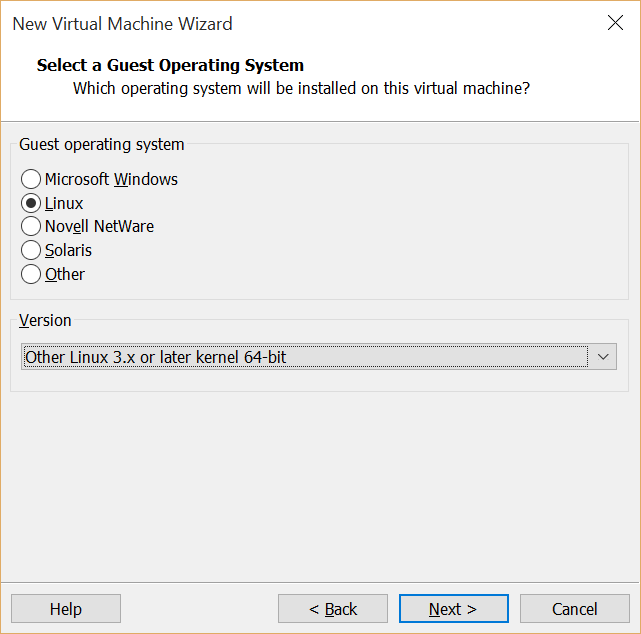 New Virtual Machine Wizard
Select a Guest Operating System
Which operating system will be installed on this virtual machine?
Guest operating system
Microsoft Windows
Linux
Novell NetWare
Solaris
Other
Version
Other Linux 3.x or later kernel 64-bit
Help
< Back
Next >
Cancel